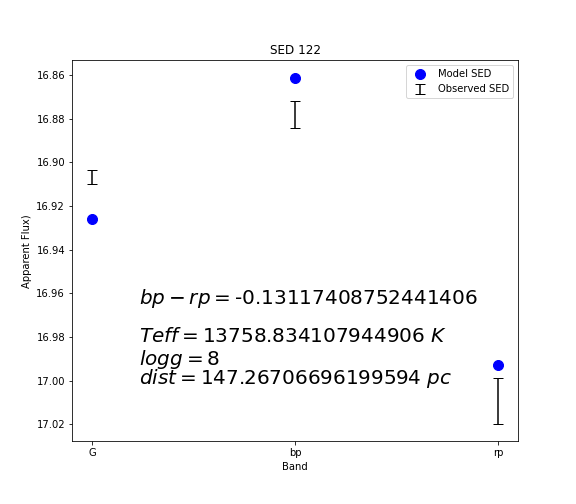 SED 122
Model SED
Observed SED
16.86
16.88
16.90
16.92
16.94
16.96
16.98
17.00
17.02
Apparent Flux)
bp − rp = -0.13117408752441406
Teff = 13758.834107944906 K
logg = 8
dist = 147.26706696199594 pc
G
bp
rp
Band